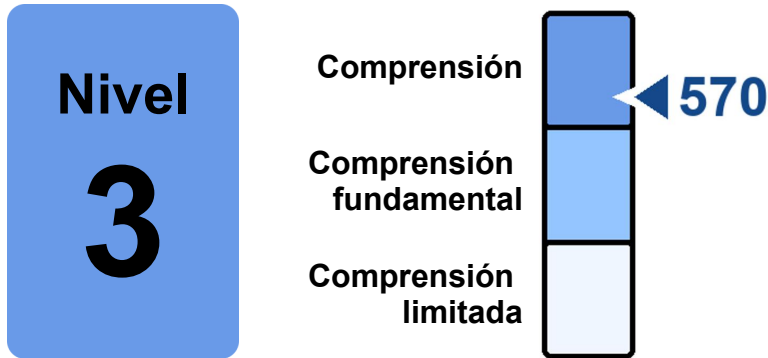 Nivel
3
Comprensión
570
Comprensión
fundamental
Comprensión
limitada